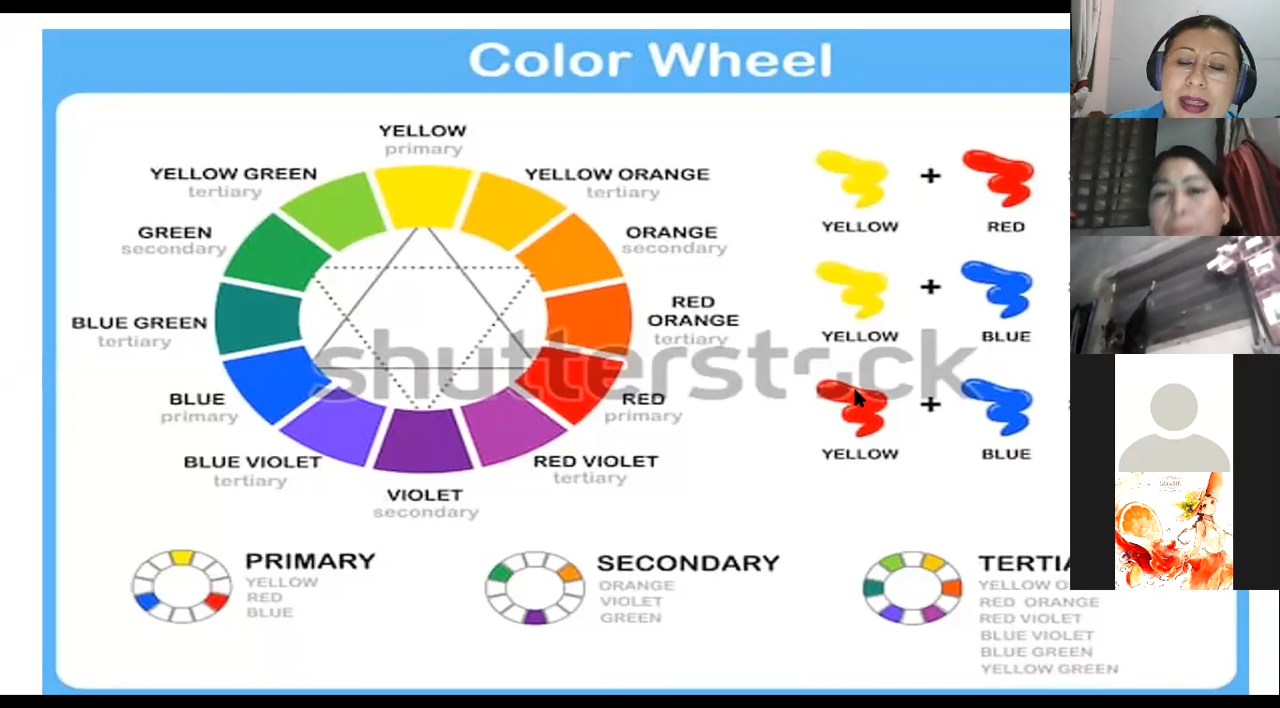 Color Wheel
YELLOW
primary
YELLOW GREEN
tertiary
YELLOW ORANGE
tertiary
GREEN
secondary
ORANGE
secondary
BLUE GREEN
tertiary
RED
ORANGE
tertiary
BLUE
primary
RED
primary
BLUE VIOLET
tertiary
RED VIOLET
tertiary
VIOLET
secondary
shutterstock
+
YELLOW RED
+
YELLOW BLUE
+
YELLOW BLUE
PRIMARY
YELLOW
RED
BLUE
SECONDARY
ORANGE
VIOLET
GREEN
TERTIA
YELLOW O
RED ORANGE
RED VIOLET
BLUE VIOLET
BLUE GREEN
YELLOW GREEN